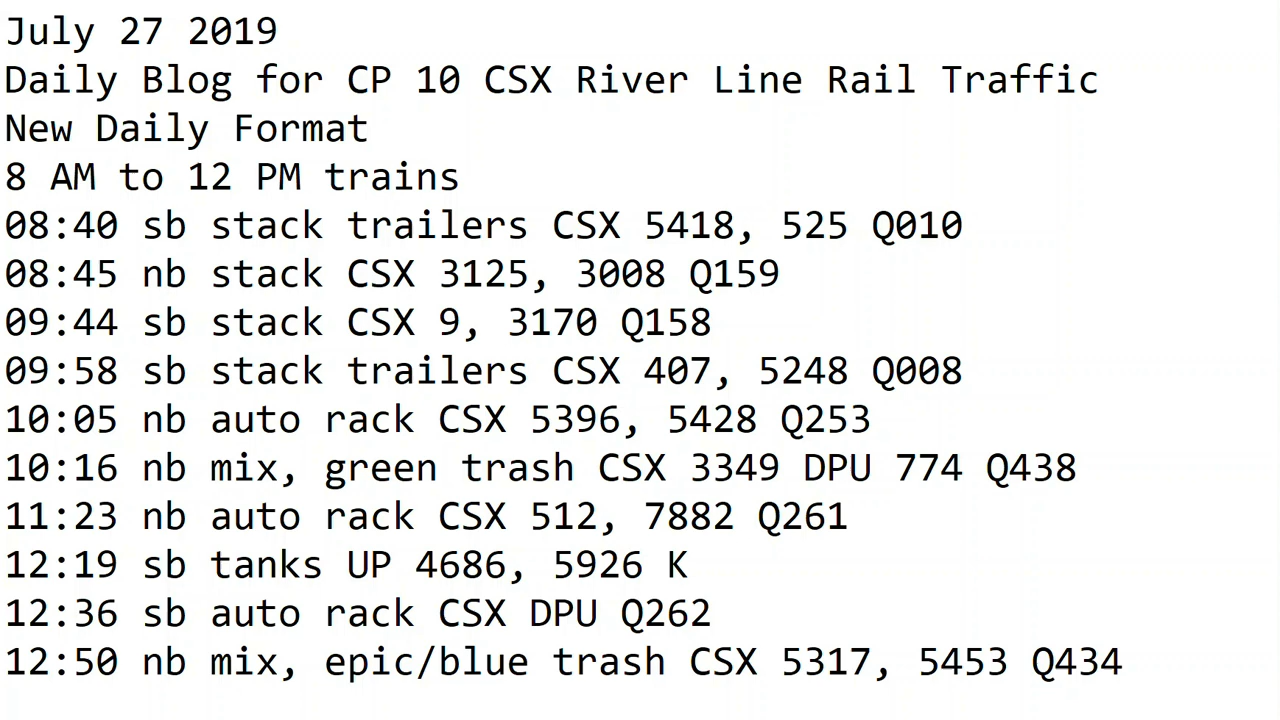 July 27 2019
Daily Blog for CP 10 CSX River Line Rail Traffic
New Daily Format
8 AM to 12 PM trains
08:40 sb stack trailers CSX 5418, 525 Q010
08:45 nb stack CSX 3125, 3008 Q159
09:44 sb stack CSX 9, 3170 Q158
09:58 sb stack trailers CSX 407, 5248 Q008
10:05 nb auto rack CSX 5396, 5428 Q253
10:16 nb mix, green trash CSX 3349 DPU 774 Q438
11:23 nb auto rack CSX 512, 7882 Q261
12:19 sb tanks UP 4686, 5926 K
12:36 sb auto rack CSX DPU Q262
12:50 nb mix, epic/blue trash CSX 5317, 5453 Q434